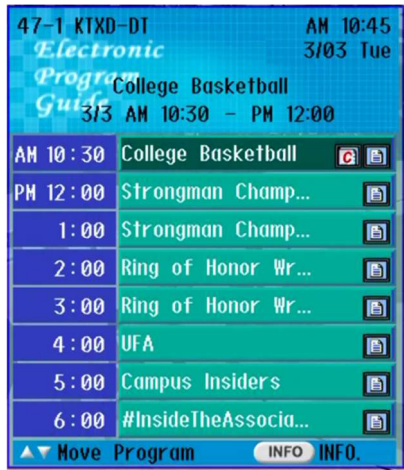 47-1 KTXD-DT AM 10:45
Electronic 3/03 Tue
Program
College Basketball
Guide
3/3 AM 10:30 - PM 12:00
AM 10:30 College Basketball C
PM 12:00 Strongman Champ...
1:00 Strongman Champ...
2:00 Ring of Honor Wr...
3:00 Ring of Honor Wr...
4:00 UFA
5:00 Campus Insiders
6:00 #InsideTheAssocia...
▲▼ Move Program INFO INFO.